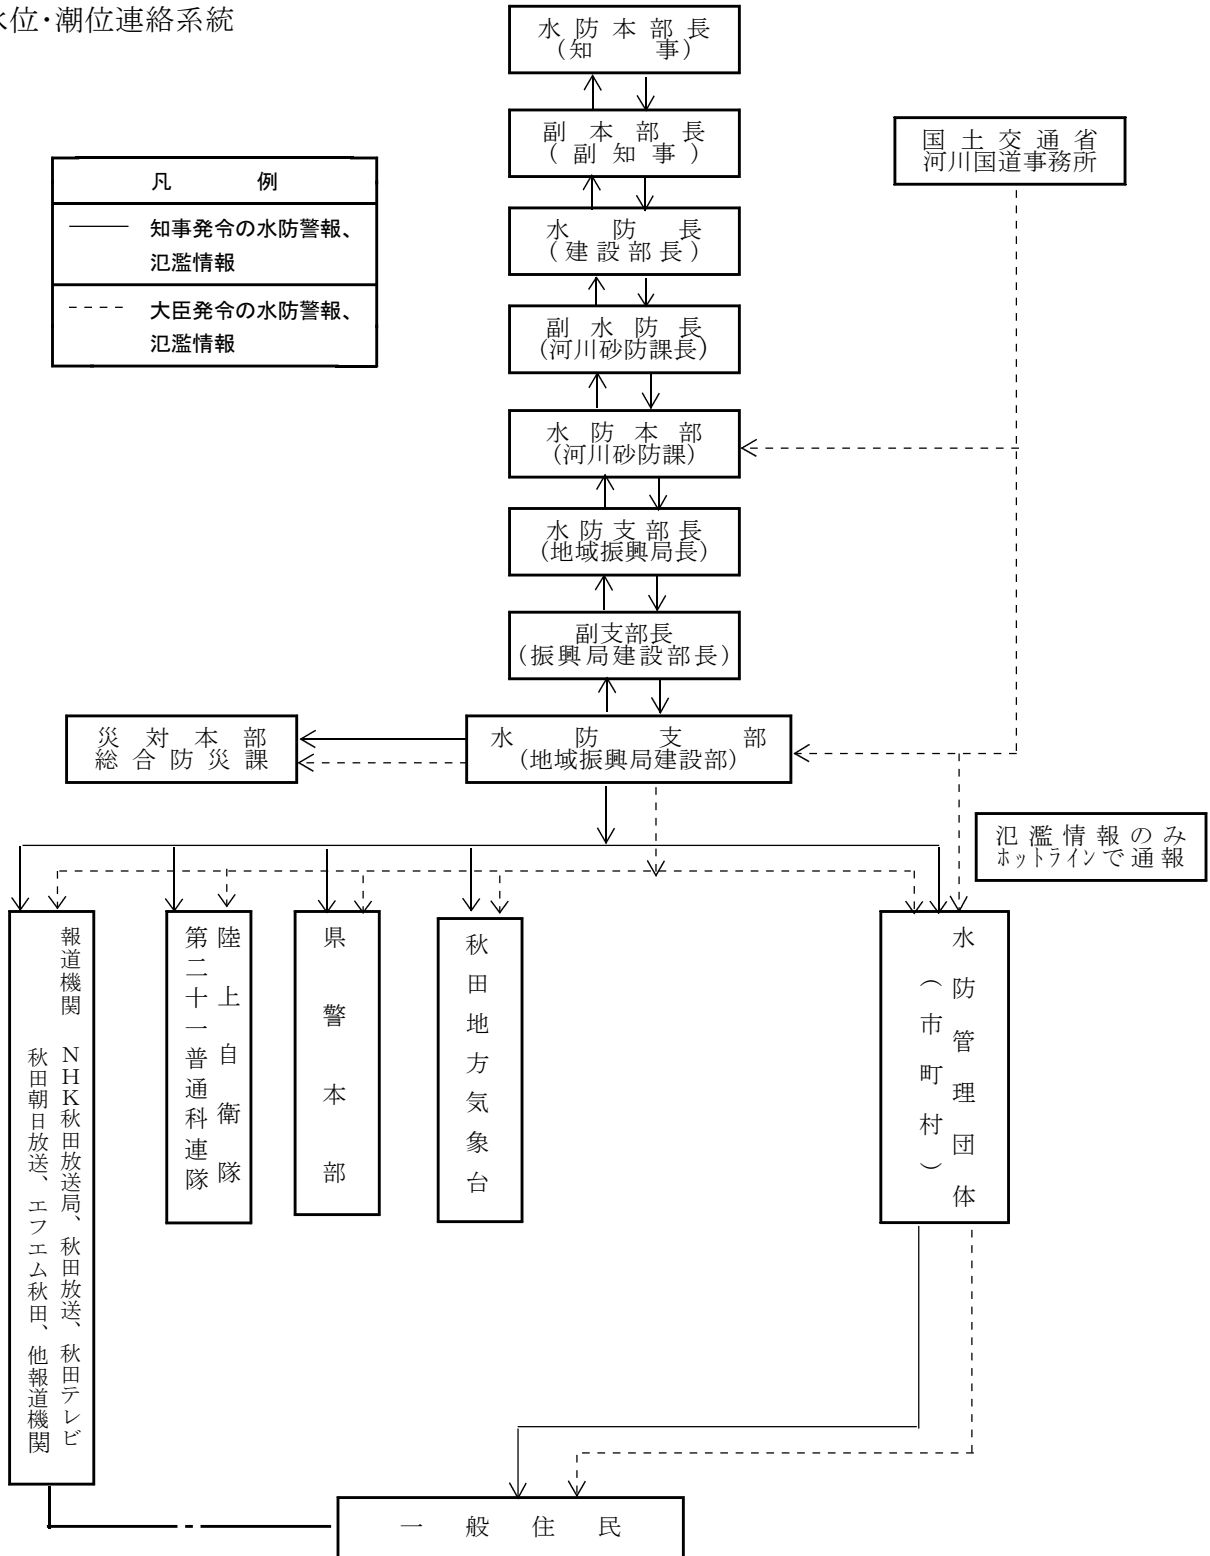 水位・潮位連絡系統
水防本部長
(知 事)
副本部長
(副知事)
国土交通省
河川国道事務所
凡 例
知事発令の水防警報、
氾濫情報
大臣発令の水防警報、
氾濫情報
水防長
(建設部長)
副水防長
(河川砂防課長)
水防本部
(河川砂防課)
水防支部長
(地域振興局長)
副支部長
(振興局建設部長)
災対本部
総合防災課
水防支部
(地域振興局建設部)
氾濫情報のみ
ホットラインで通報
報道機関 NHK秋田放送局、秋田放送、秋田テレビ
秋田朝日放送、エフエム秋田、他報道機関
陸上自衛隊
第二十一普通科連隊
県警本部
秋田地方気象台
水防管理団体
(市町村)
一般住民